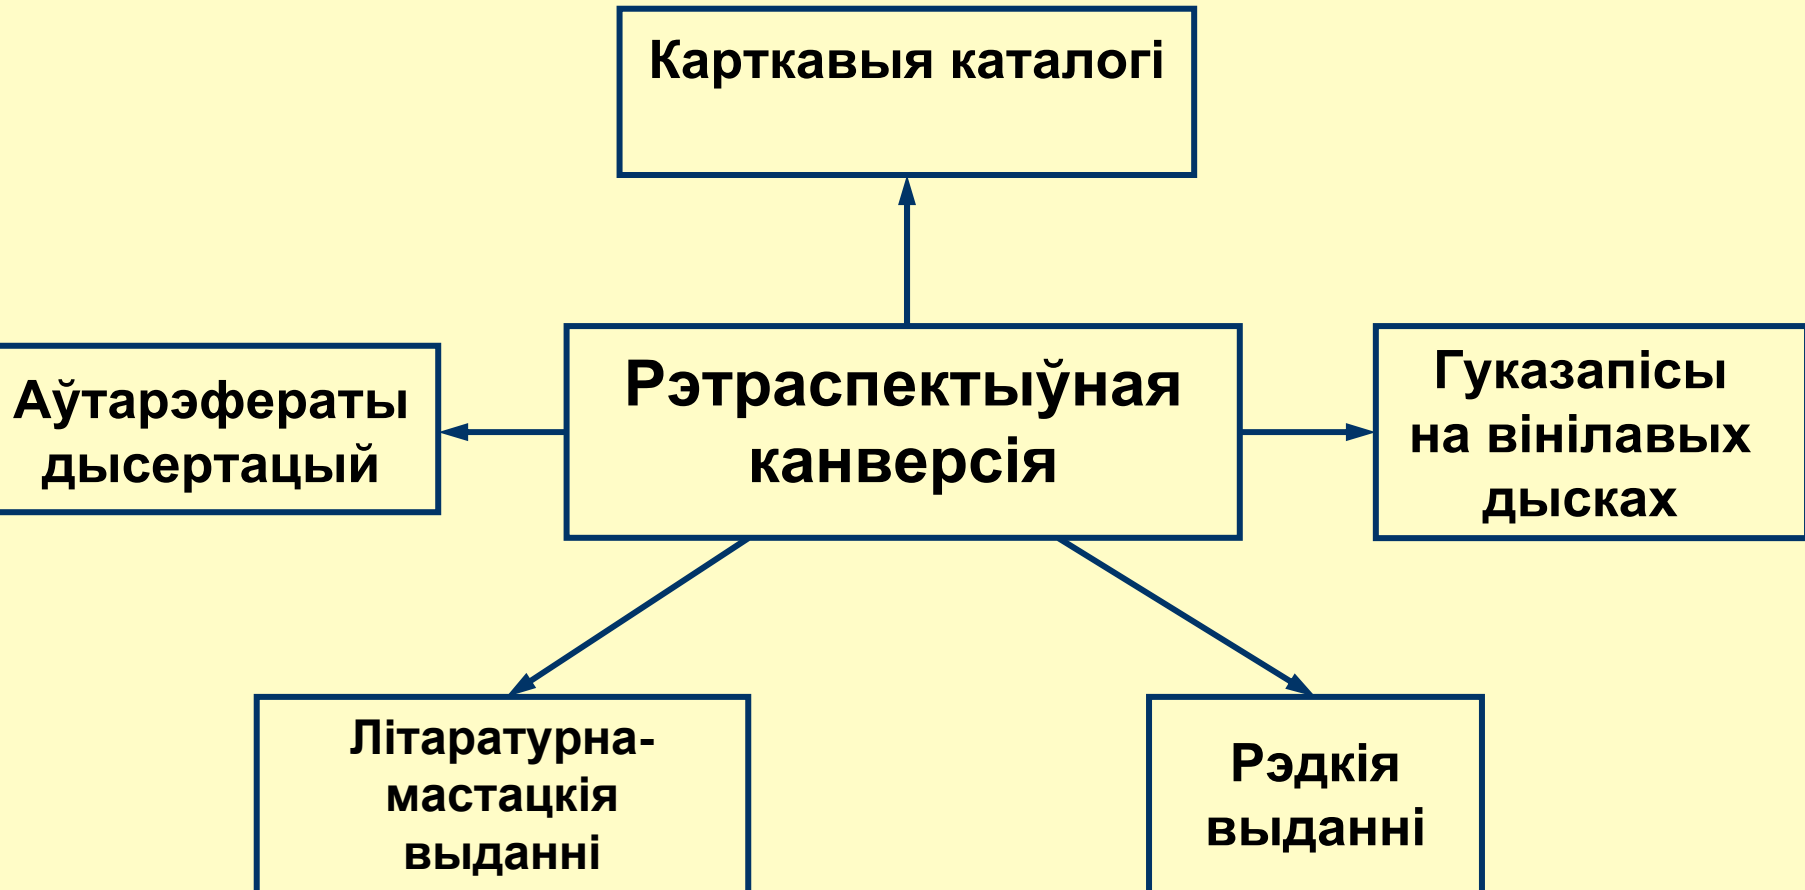 Карткавыя каталогі
Аўтарэфераты
дысертацый
Рэтраспектыўная
канверсія
Гуказапісы
на вінілавых
дысках
Літаратурна-
мастацкія
выданні
Рэдкія
выданні